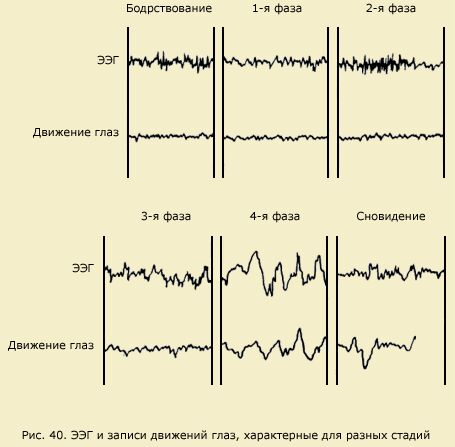 Бодрствование 1-я фаза 2-я фаза
ЭЭГ
Движение глаз
3-я фаза 4-я фаза Сновидение
ЭЭГ
Движение глаз
Рис. 40. ЭЭГ и записи движений глаз, характерные для разных стадий